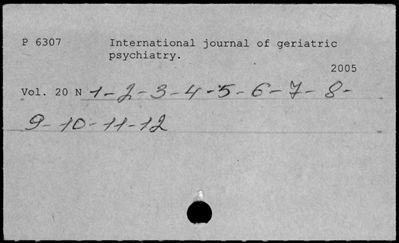 P 6307 International journal of geriatric
psychiatry.
2005
Vol. 20 N 1-2-3-4-5-6-7-8-
9-10-11-12